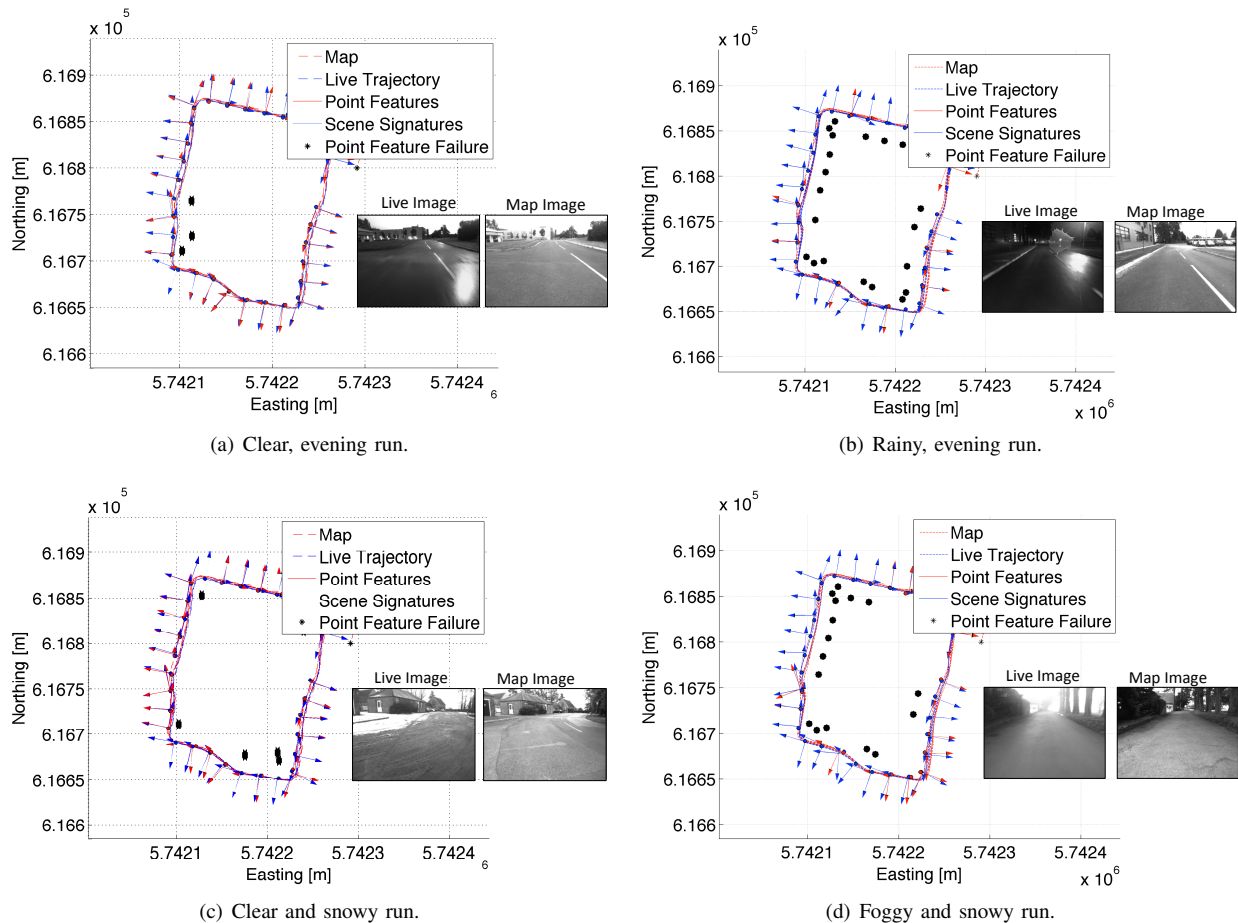 x 10
5
6.169
6.1685
6.168
6.1675
6.167
6.1665
6.166
Northing [m]
Map
Live Trajectory
Point Features
Scene Signatures
Point Feature Failure
Live Image
Map Image
5.7421
5.7422
5.7423
5.7424
6
Easting [m]
(a) Clear, evening run.
x 10
5
6.169
6.1685
6.168
6.1675
6.167
6.1665
6.166
Northing [m]
Map
Live Trajectory
Point Features
Scene Signatures
Point Feature Failure
Live Image
Map Image
5.7421
5.7422
5.7423
5.7424
Easting [m]
x 10
6
(b) Rainy, evening run.
x 10
5
6.169
6.1685
6.168
6.1675
6.167
6.1665
6.166
Northing [m]
Map
Live Trajectory
Point Features
Scene Signatures
Point Feature Failure
Live Image
Map Image
5.7421
5.7422
5.7423
5.7424
6
Easting [m]
(c) Clear and snowy run.
x 10
5
6.169
6.1685
6.168
6.1675
6.167
6.1665
6.166
Northing [m]
Map
Live Trajectory
Point Features
Scene Signatures
Point Feature Failure
Live Image
Map Image
5.7421
5.7422
5.7423
5.7424
Easting [m]
x 10
6
(d) Foggy and snowy run.